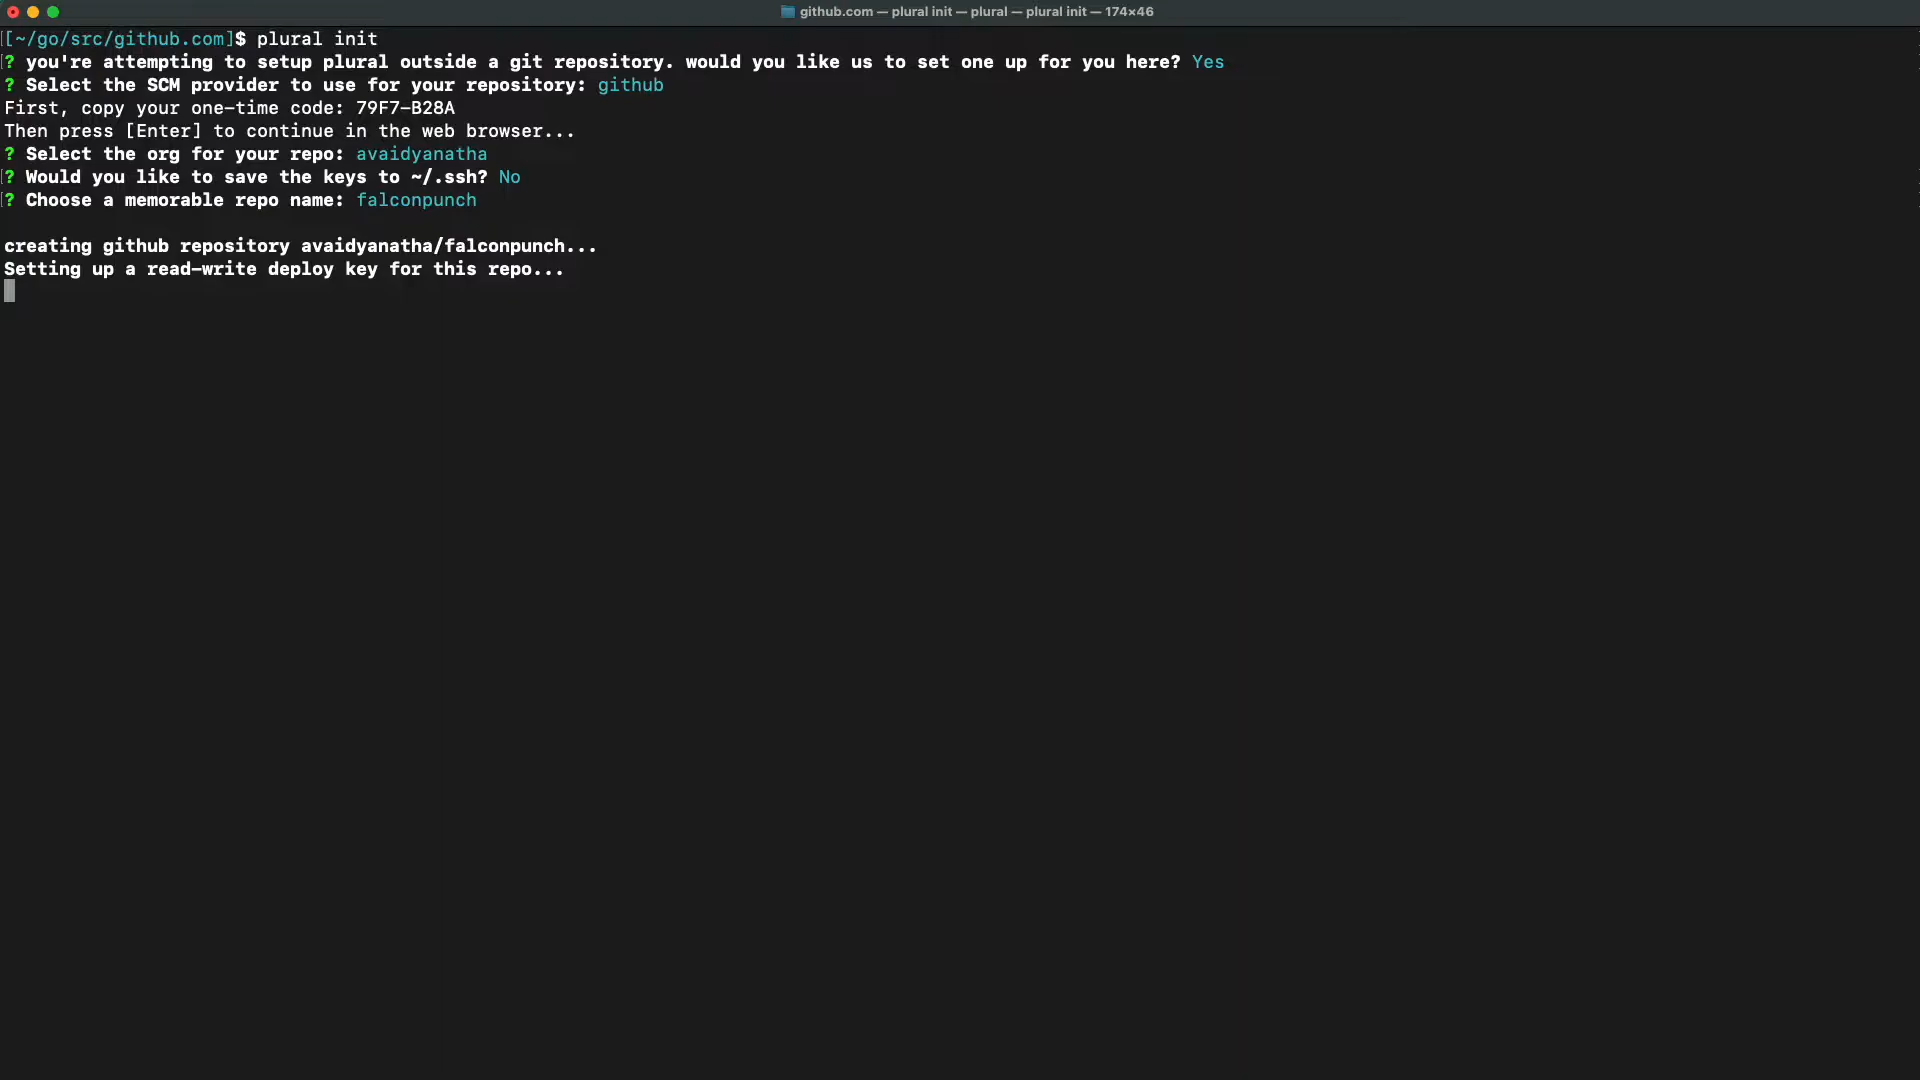 github.com — plural init — plural — plural init — 174×46
[[~/go/src/github.com]$ plural init
[? you're attempting to setup plural outside a git repository. would you like us to set one up for you here? Yes
? Select the SCM provider to use for your repository: github
First, copy your one-time code: 79F7-B28A
Then press [Enter] to continue in the web browser...
? Select the org for your repo: avaidyanatha
[? Would you like to save the keys to ~/.ssh? No
[? Choose a memorable repo name: falconpunch
creating github repository avaidyanatha/falconpunch...
Setting up a read-write deploy key for this repo...